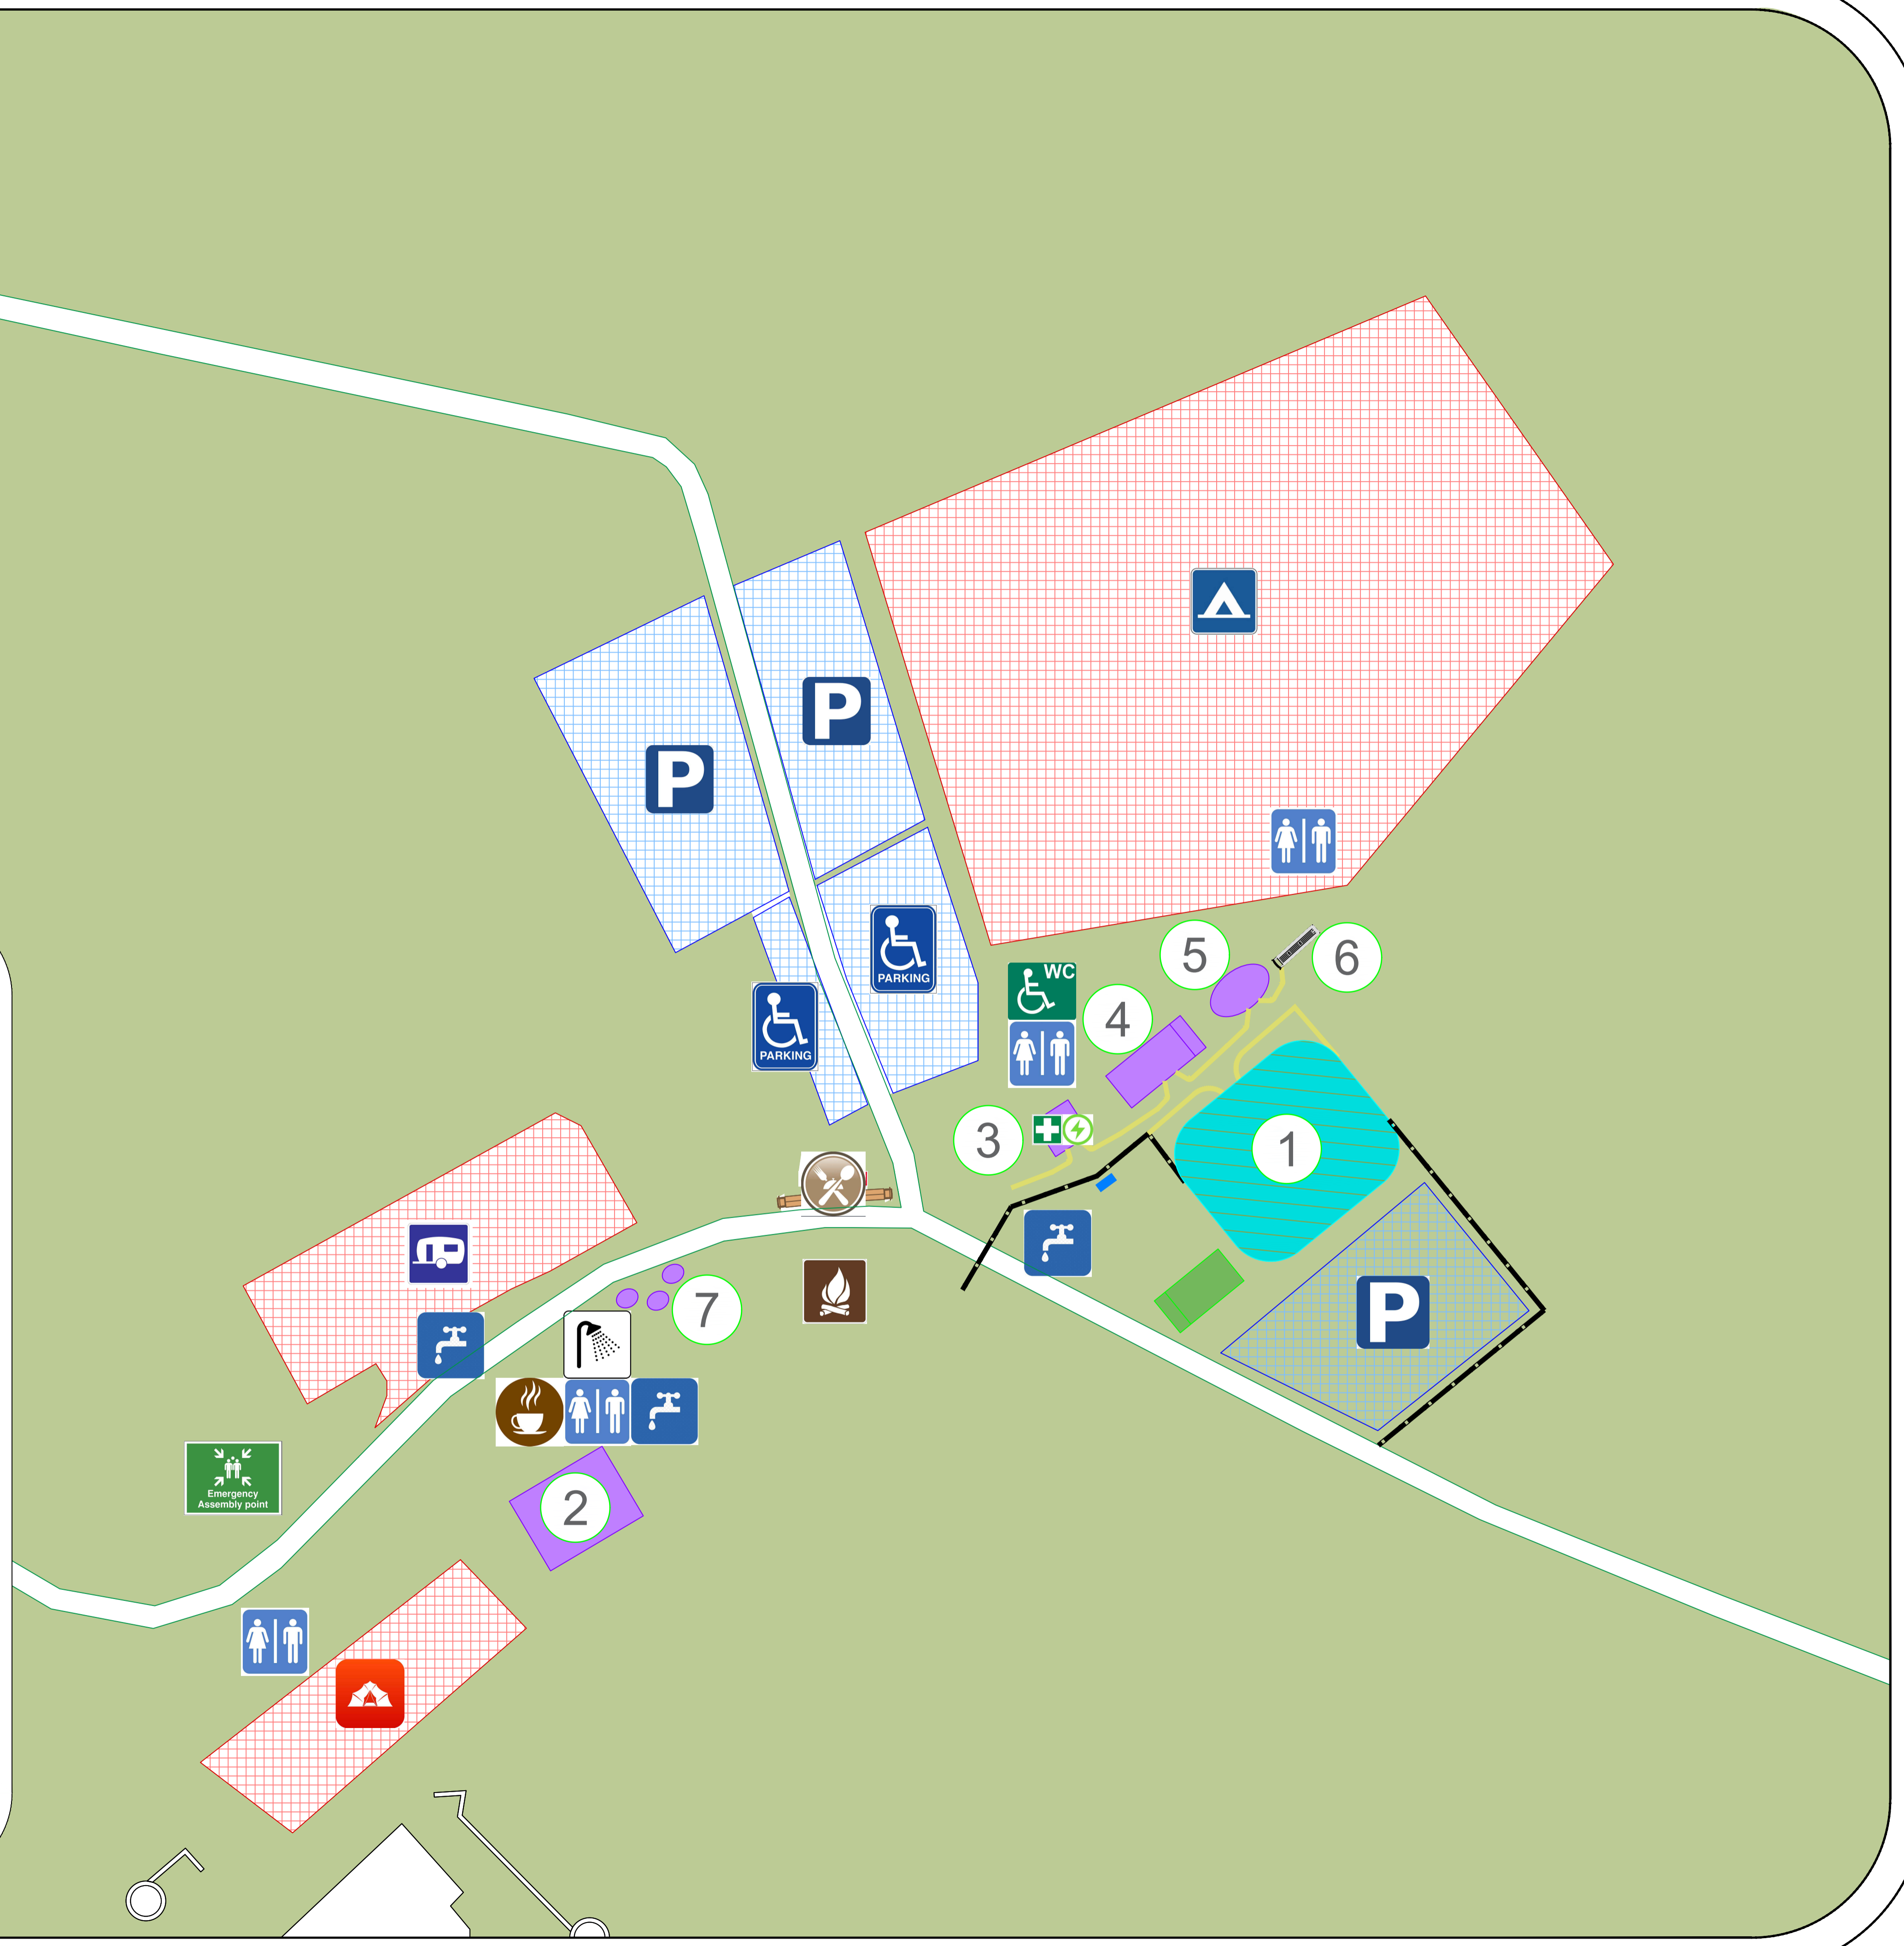 P
P
PARKING
5
6
WC
4
PARKING
3
1
7
P
2
Emergency
Assembly point